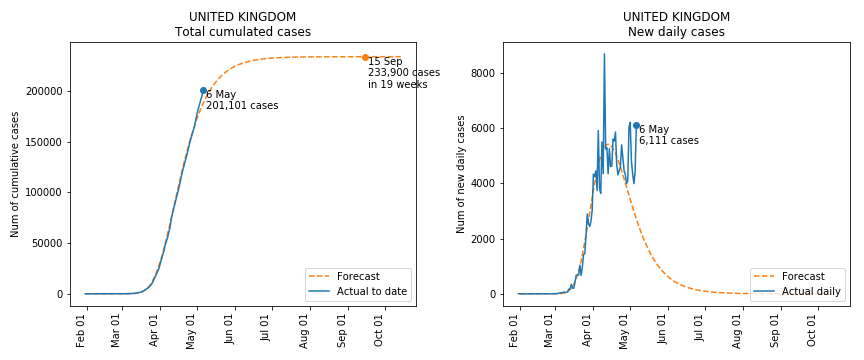 UNITED KINGDOM
Total cumulated cases
Num of cumulative cases
200000
150000
100000
50000
0
15 Sep
233,900 cases
in 19 weeks
6 May
201,101 cases
Forecast
Actual to date
Feb 01
Mar 01
Apr 01
May 01
Jun 01
Jul 01
Aug 01
Sep 01
Oct 01
UNITED KINGDOM
New daily cases
Num of new daily cases
8000
6000
4000
2000
0
6 May
6,111 cases
Forecast
Actual daily
Feb 01
Mar 01
Apr 01
May 01
Jun 01
Jul 01
Aug 01
Sep 01
Oct 01